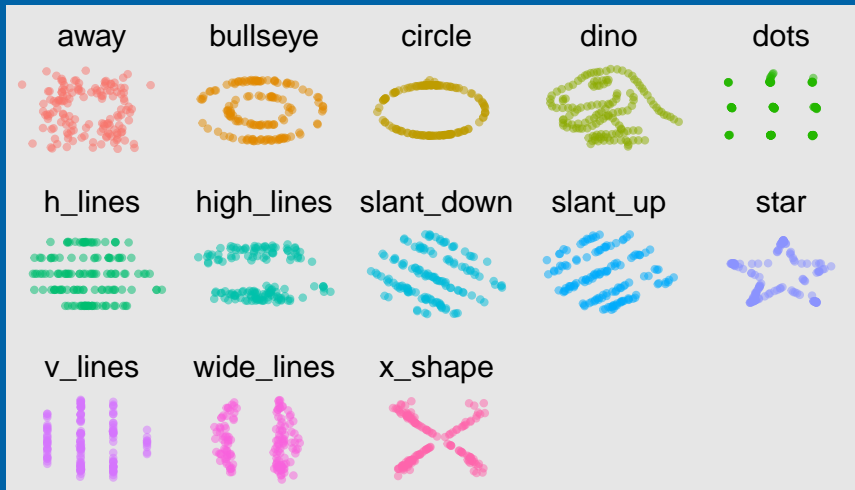 away bullseye circle dino dots
h_lines high_lines slant_down slant_up star
v_lines wide_lines x_shape